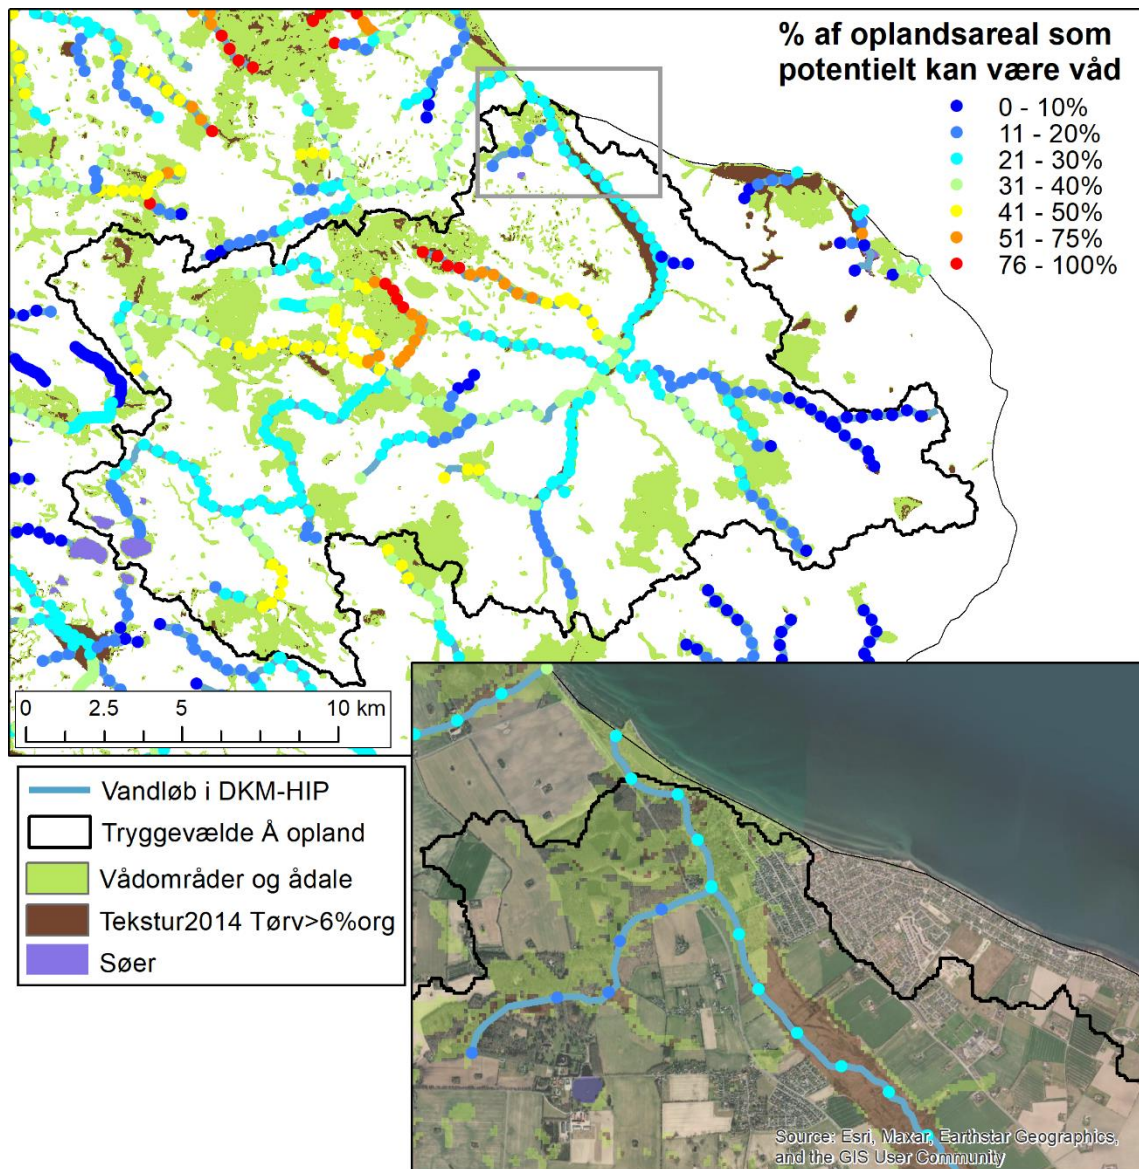 % af oplandsareal som
potentielt kan være våd
0 - 10%
11 - 20%
21 - 30%
31 - 40%
41 - 50%
51 - 75%
76 - 100%
0 2.5 5 10 km
Vandløb i DKM-HIP
Tryggevælde Å opland
Vådområder og ådale
Tekstur2014 Tørv>6%org
Søer
Source: Esri, Maxar, Earthstar Geographics,
and the GIS User Community